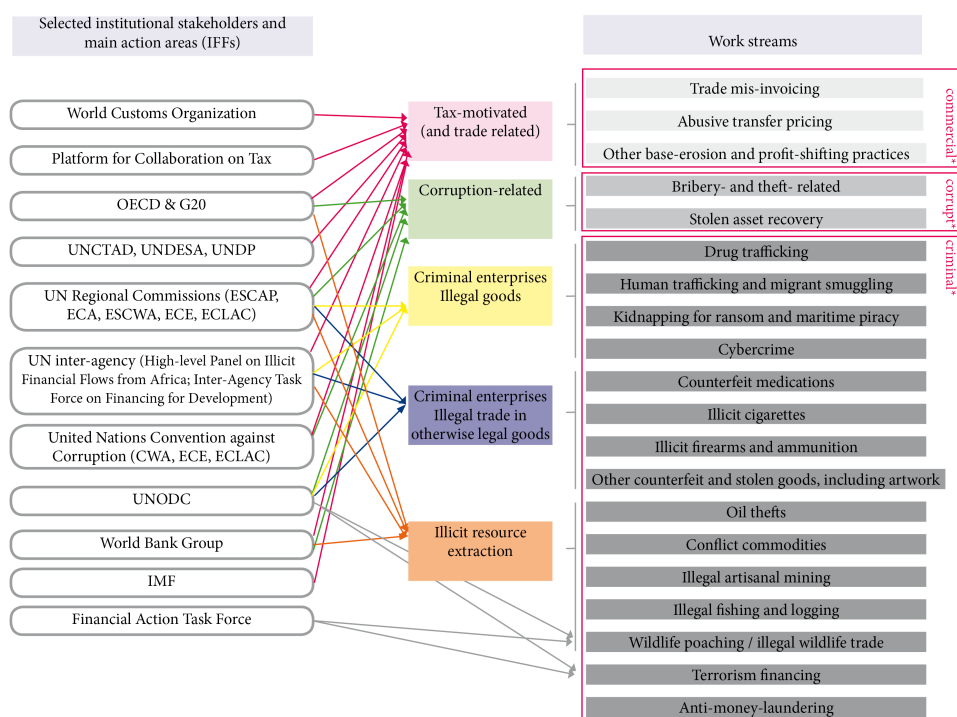 Selected institutional stakeholders and
main action areas (IFFs)
World Customs Organization
Platform for Collaboration on Tax
OECD & G20
UNCTAD, UNDESA, UNDP
UN Regional Commissions (ESCAP,
ECA, ESCWA, ECE, ECLAC)
UN inter-agency (High-level Panel on Illicit
Financial Flows from Africa; Inter-Agency Task
Force on Financing for Development)
United Nations Convention against
Corruption (CWA, ECE, ECLAC)
UNODC
World Bank Group
IMF
Financial Action Task Force
Tax-motivated
(and trade related)
Corruption-related
Criminal enterprises
Illegal goods
Criminal enterprises
Illegal trade in
otherwise legal goods
Illicit resource
extraction
Work streams
Trade mis-invoicing
Abusive transfer pricing
Other base-erosion and profit-shifting practices
commercial*
Bribery- and theft- related
Stolen asset recovery
corrupt*
Drug trafficking
Human trafficking and migrant smuggling
Kidnapping for ransom and maritime piracy
Cybercrime
Counterfeit medications
Illicit cigarettes
Illicit firearms and ammunition
Other counterfeit and stolen goods, including artwork
Oil thefts
Conflict commodities
Illegal artisanal mining
Illegal fishing and logging
Wildlife poaching / illegal wildlife trade
Terrorism financing
Anti-money-laundering
criminal*